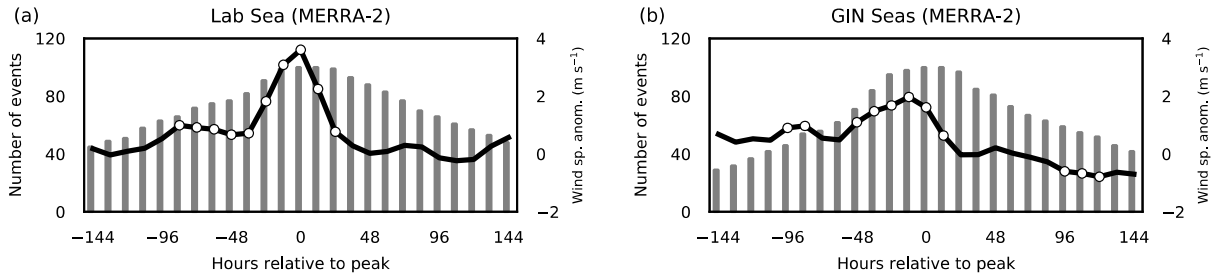 (a)
Lab Sea (MERRA-2)
120
80
40
0
Number of events
4
2
0
−2
Wind sp. anom. (m s⁻¹)
−144 −96 −48 0 48 96 144
Hours relative to peak
(b)
GIN Seas (MERRA-2)
120
80
40
0
Number of events
4
2
0
−2
Wind sp. anom. (m s⁻¹)
−144 −96 −48 0 48 96 144
Hours relative to peak